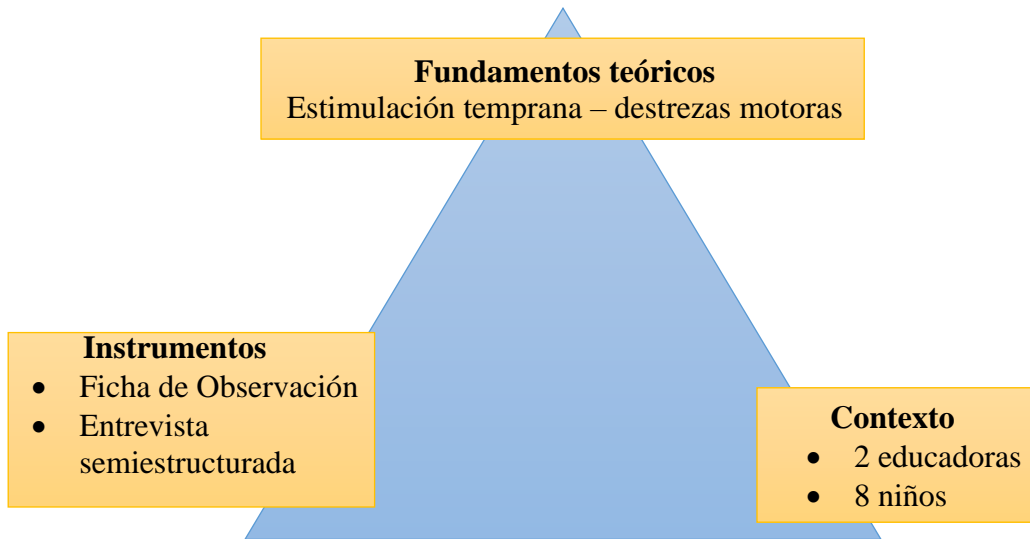 Fundamentos teóricos
Estimulación temprana – destrezas motoras
Instrumentos
• Ficha de Observación
• Entrevista
semiestructurada
Contexto
• 2 educadoras
• 8 niños